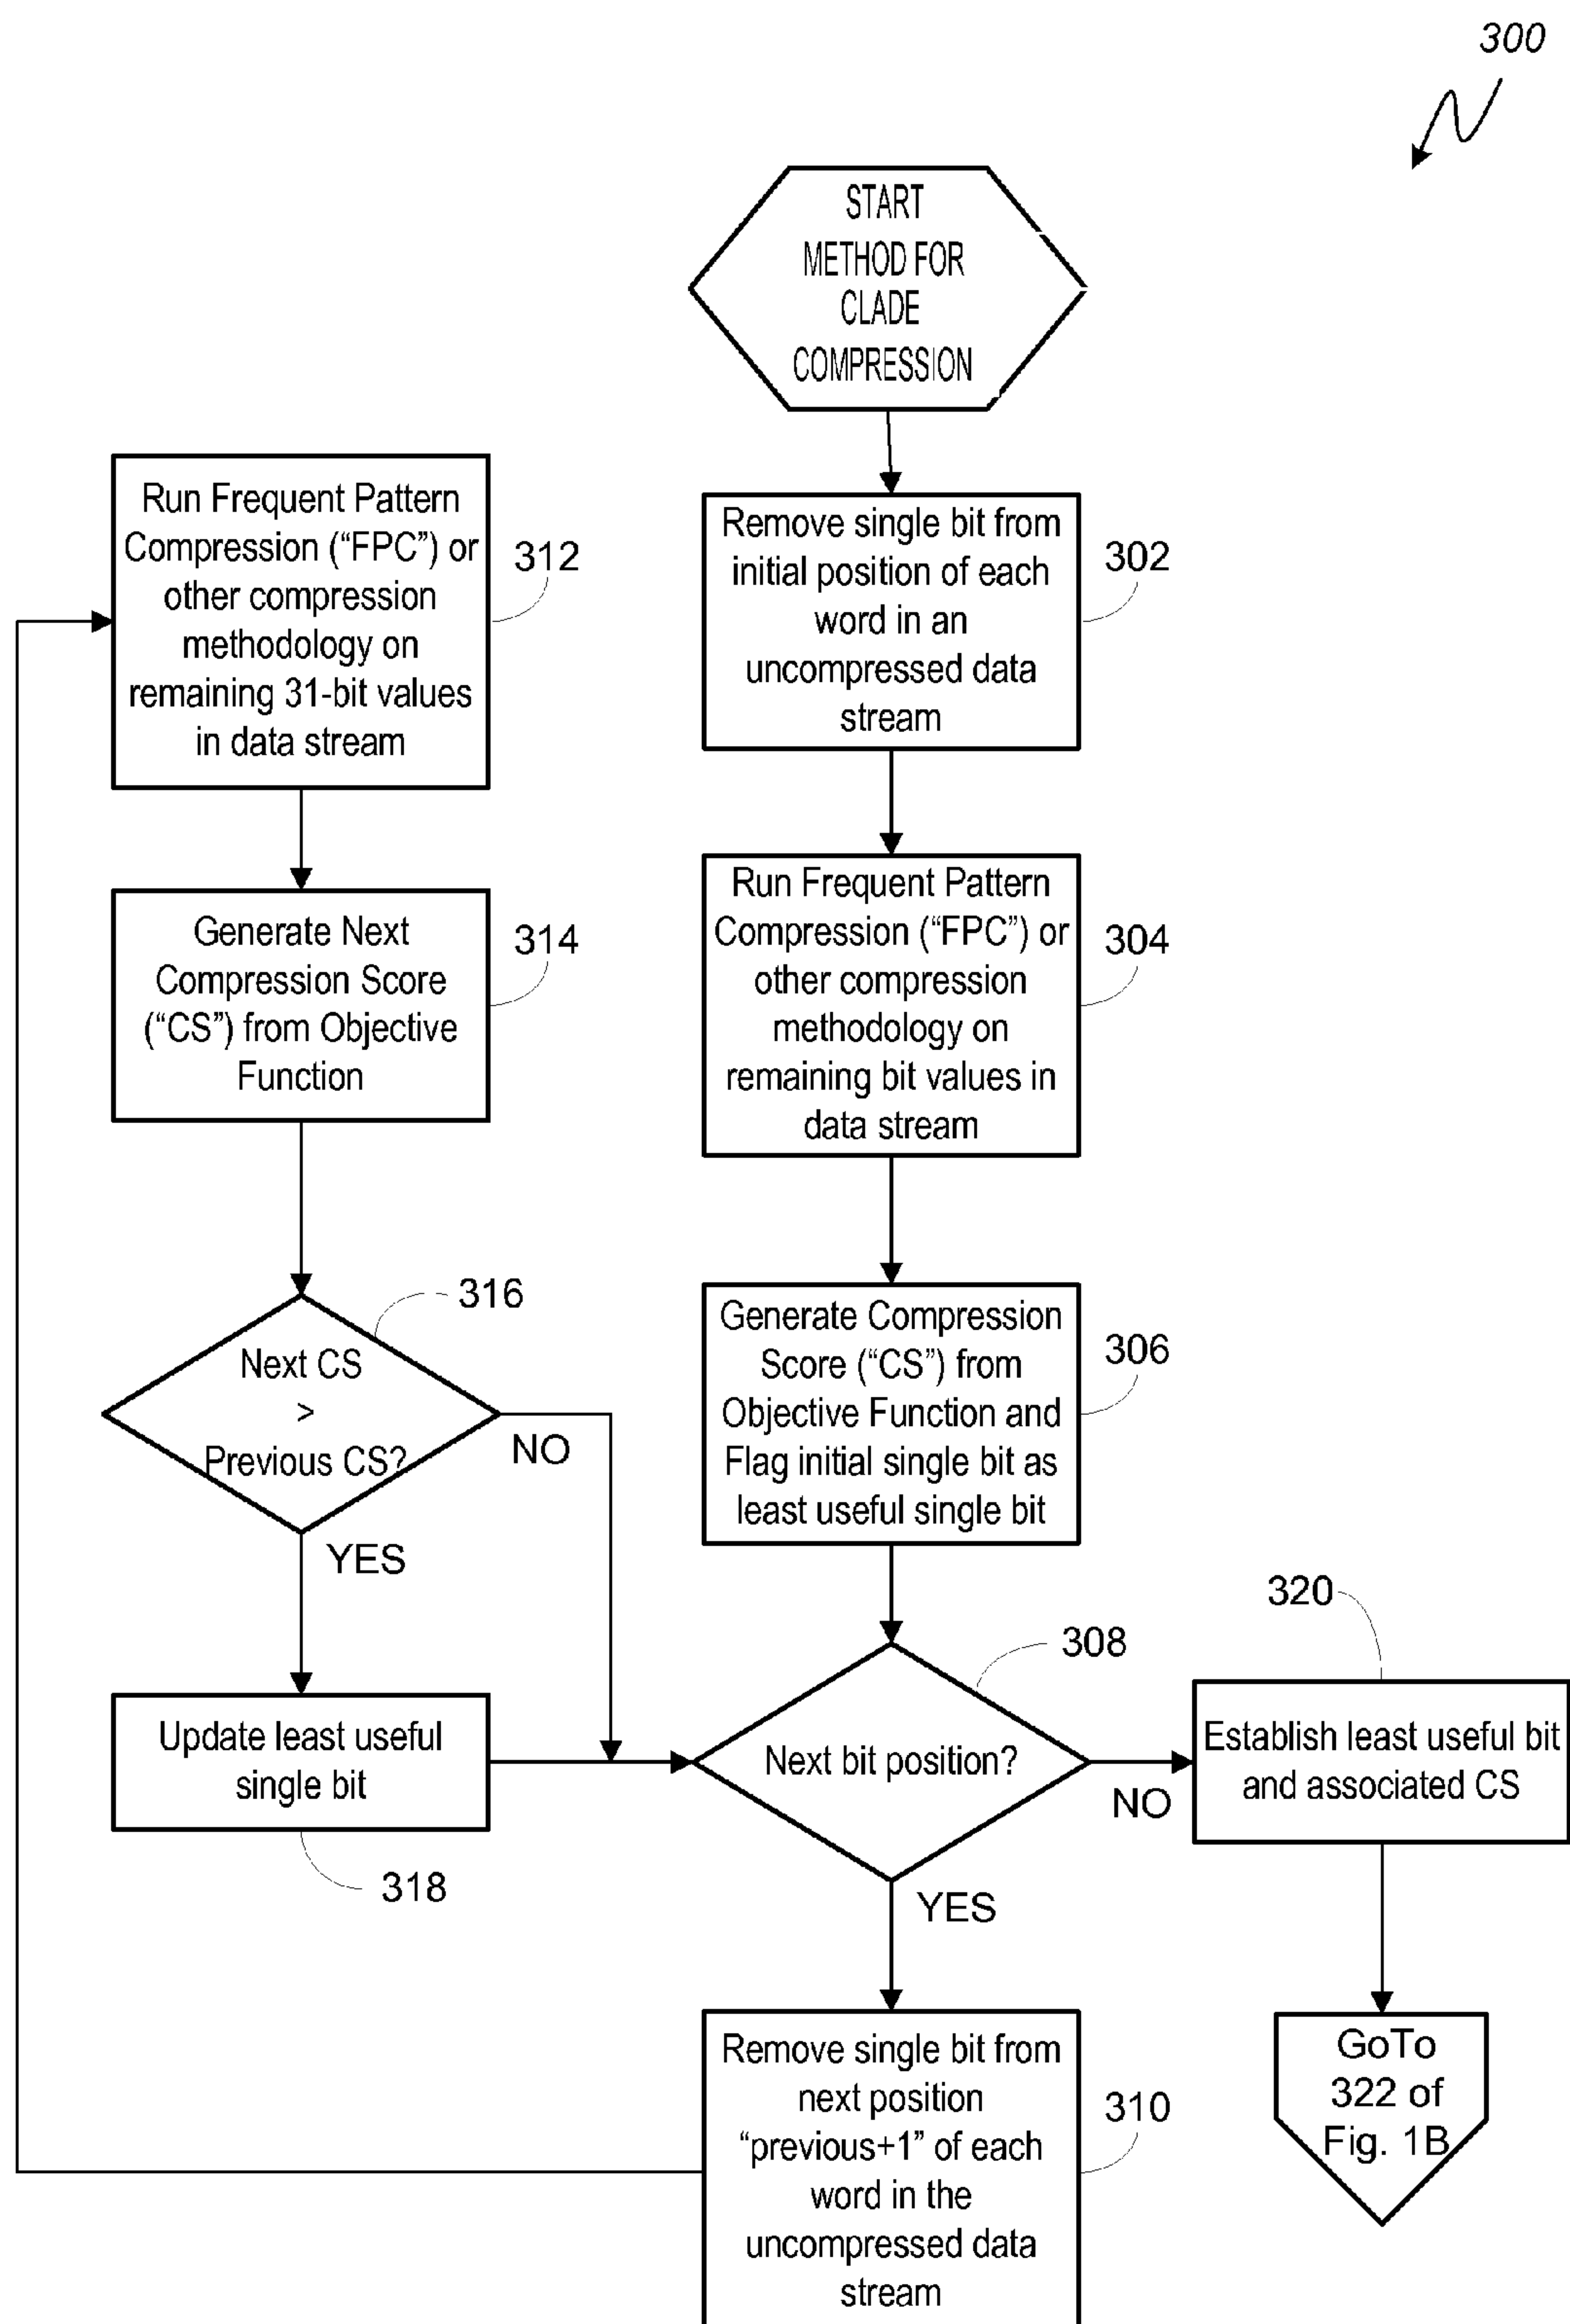 300
START
METHOD FOR
CLADE
COMPRESSION
Remove single bit from
initial position of each
word in an
uncompressed data
stream
302
Run Frequent Pattern
Compression (“FPC”) or
other compression
methodology on
remaining bit values in
data stream
304
Generate Compression
Score (“CS”) from
Objective Function and
Flag initial single bit as
least useful single bit
306
Next bit position?
308
YES
NO
Remove single bit from
next position
“previous+1” of each
word in the
uncompressed data
stream
310
Run Frequent Pattern
Compression (“FPC”) or
other compression
methodology on
remaining 31-bit values
in data stream
312
Generate Next
Compression Score
(“CS”) from Objective
Function
314
Next CS
>
Previous CS?
316
NO
YES
Update least useful
single bit
318
Establish least useful bit
and associated CS
320
GoTo
322 of
Fig. 1B